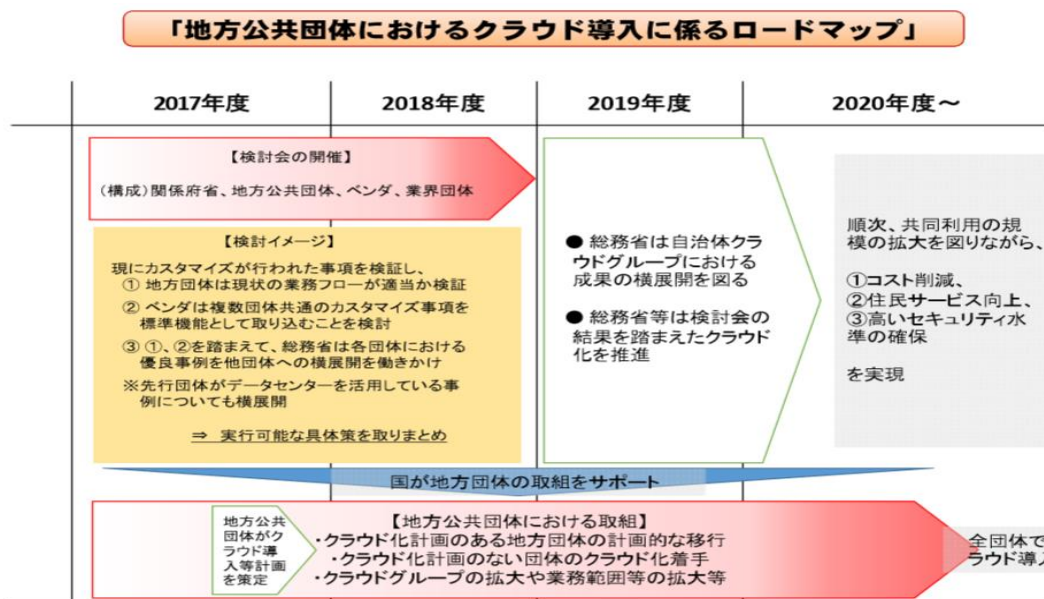 「地方公共団体におけるクラウド導入に係るロードマップ」
2017年度
2018年度
2019年度
2020年度～
【検討会の開催】
(構成)関係府省、地方公共団体、ベンダ、業界団体
【検討イメージ】
現にカスタマイズが行われた事項を検証し、
① 地方団体は現状の業務フローが適当か検証
② ベンダは複数団体共通のカスタマイズ事項を
標準機能として取り込むことを検討
③ ①、②を踏まえて、総務省は各団体における
優良事例を他団体への横展開を働きかけ
※先行団体がデータセンターを活用している事
例についても横展開
⇒ 実行可能な具体策を取りまとめ
● 総務省は自治体クラ
ウドグループにおける
成果の横展開を図る
● 総務省等は検討会の
結果を踏まえたクラウド
化を推進
順次、共同利用の規
模の拡大を図りながら、
①コスト削減、
②住民サービス向上、
③高いセキュリティ水
準の確保
を実現
国が地方団体の取組をサポート
地方公共
団体がク
ラウド導
入等計画
を策定
【地方公共団体における取組】
・クラウド化計画のある地方団体の計画的な移行
・クラウド化計画のない団体のクラウド化着手
・クラウドグループの拡大や業務範囲等の拡大等
全団体で
ラウド導入